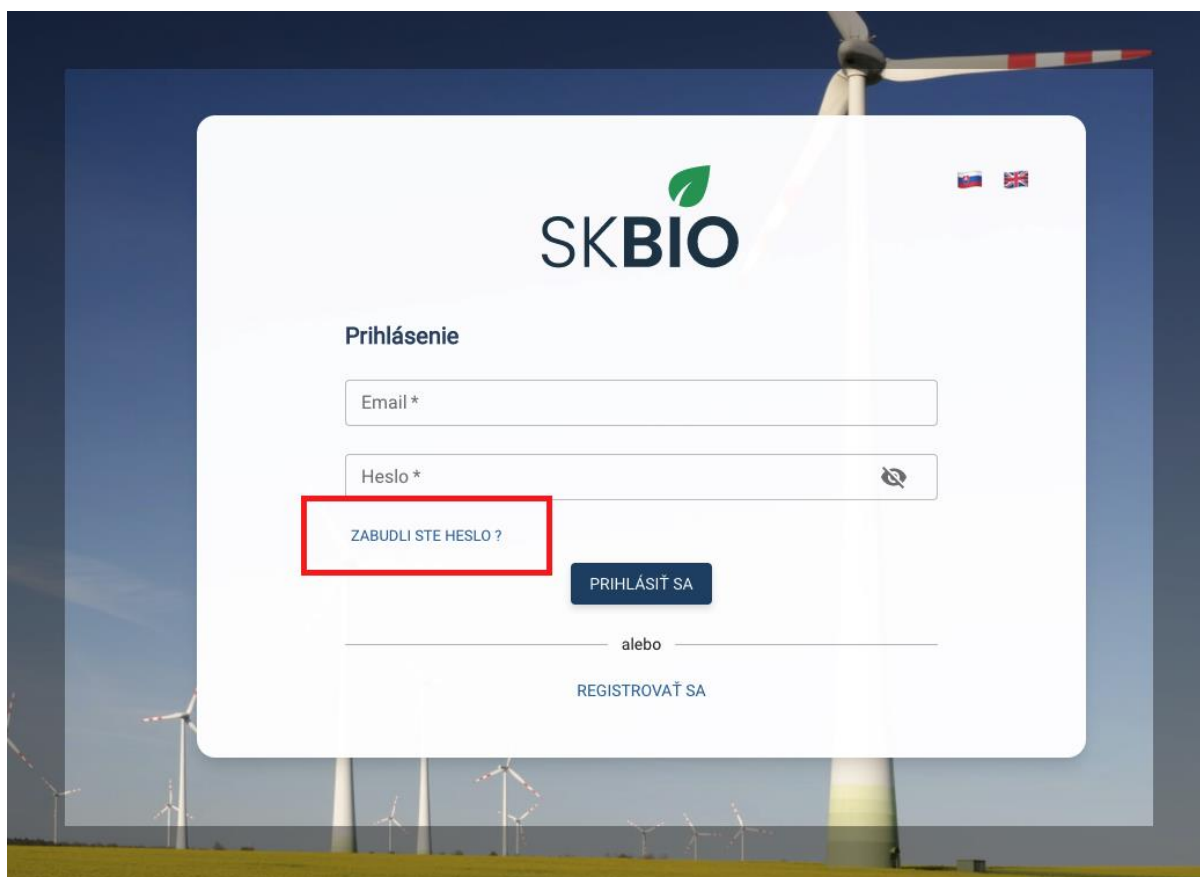 SKBIO
Prihlásenie
Email *
Heslo *
ZABUDLI STE HESLO ?
PRIHLÁSIŤ SA
alebo
REGISTROVAŤ SA